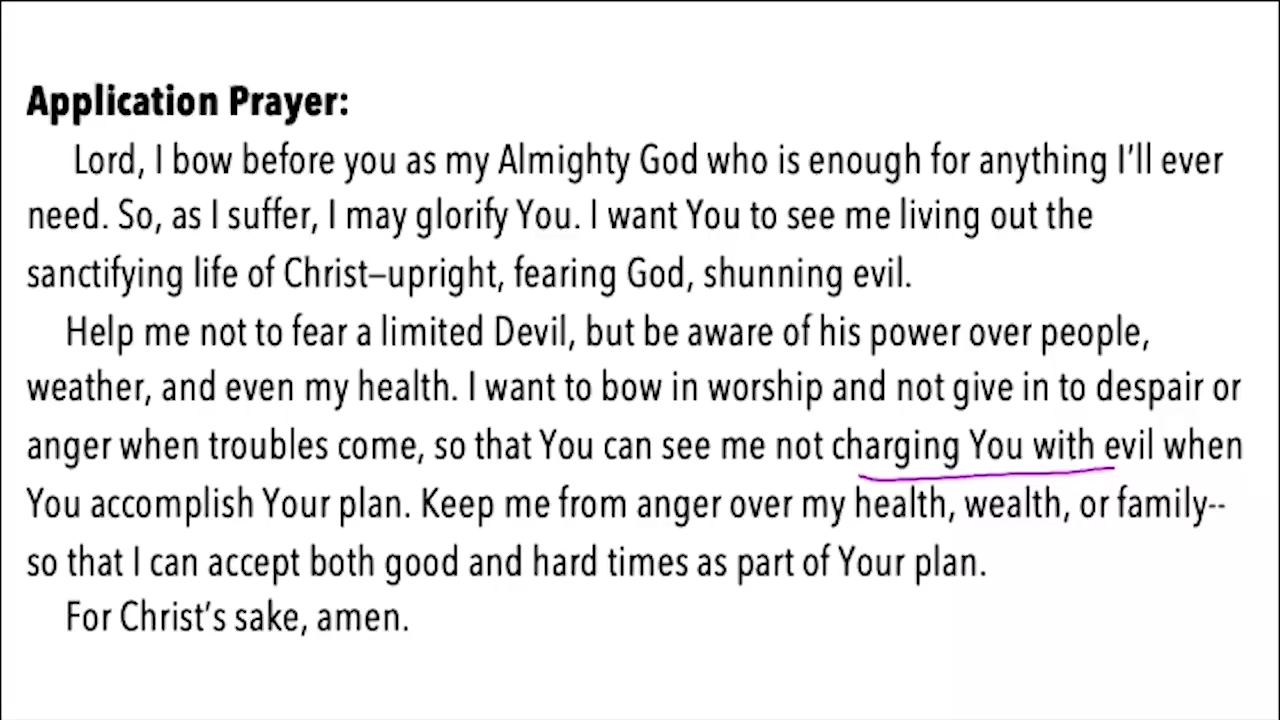 Application Prayer:
Lord, I bow before you as my Almighty God who is enough for anything I'll ever
need. So, as I suffer, I may glorify You. I want You to see me living out the
sanctifying life of Christ—upright, fearing God, shunning evil.
Help me not to fear a limited Devil, but be aware of his power over people,
weather, and even my health. I want to bow in worship and not give in to despair or
anger when troubles come, so that You can see me not charging You with evil when
You accomplish Your plan. Keep me from anger over my health, wealth, or family--
so that I can accept both good and hard times as part of Your plan.
For Christ's sake, amen.